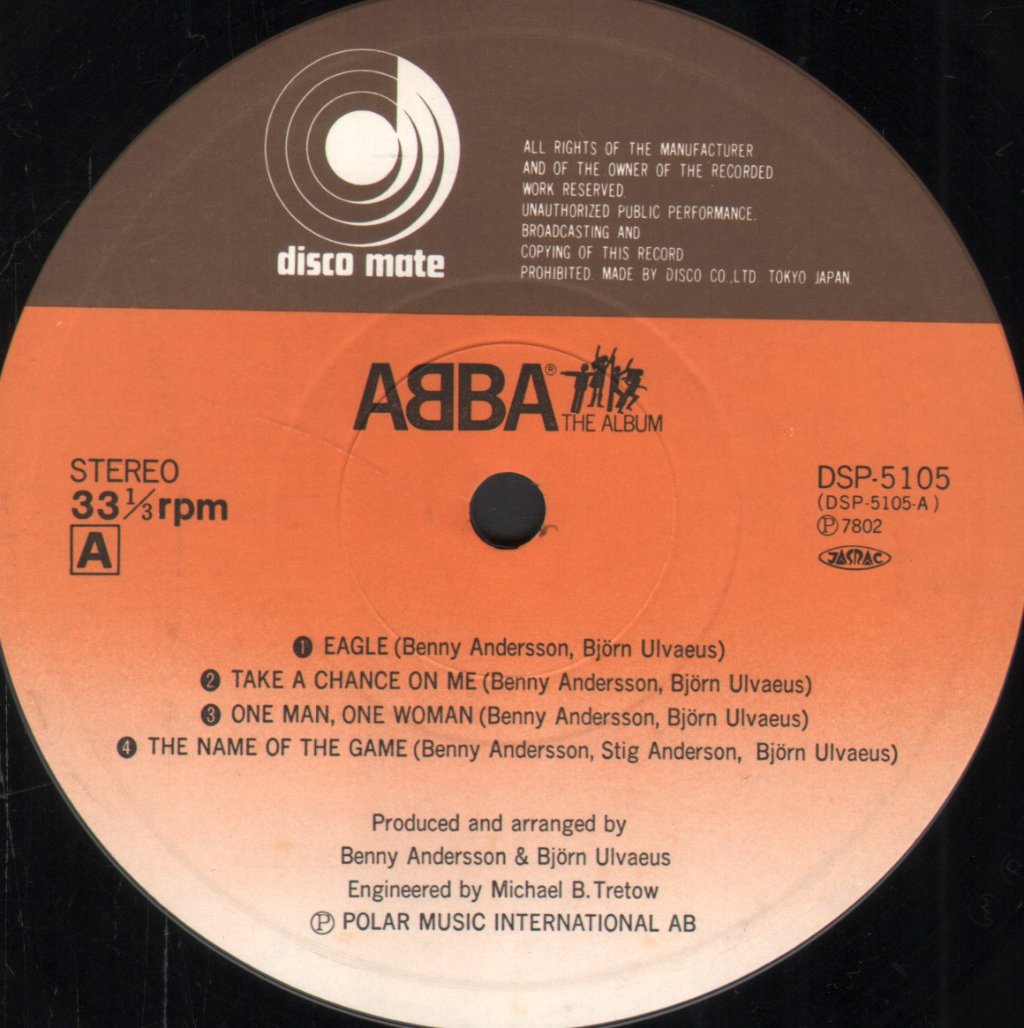 disco mate
ALL RIGHTS OF THE MANUFACTURER
AND OF THE OWNER OF THE RECORDED
WORK RESERVED.
UNAUTHORIZED PUBLIC PERFORMANCE.
BROADCASTING AND
COPYING OF THIS RECORD
PROHIBITED. MADE BY DISCO CO.,LTD. TOKYO JAPAN.
ABBA®
THE ALBUM
STEREO
33⅓rpm
A
DSP-5105
(DSP-5105-A)
Ⓟ7802
JASRAC
❶ EAGLE (Benny Andersson, Björn Ulvaeus)
❷ TAKE A CHANCE ON ME (Benny Andersson, Björn Ulvaeus)
❸ ONE MAN, ONE WOMAN (Benny Andersson, Björn Ulvaeus)
❹ THE NAME OF THE GAME (Benny Andersson, Stig Anderson, Björn Ulvaeus)
Produced and arranged by
Benny Andersson & Björn Ulvaeus
Engineered by Michael B. Tretow
Ⓟ POLAR MUSIC INTERNATIONAL AB